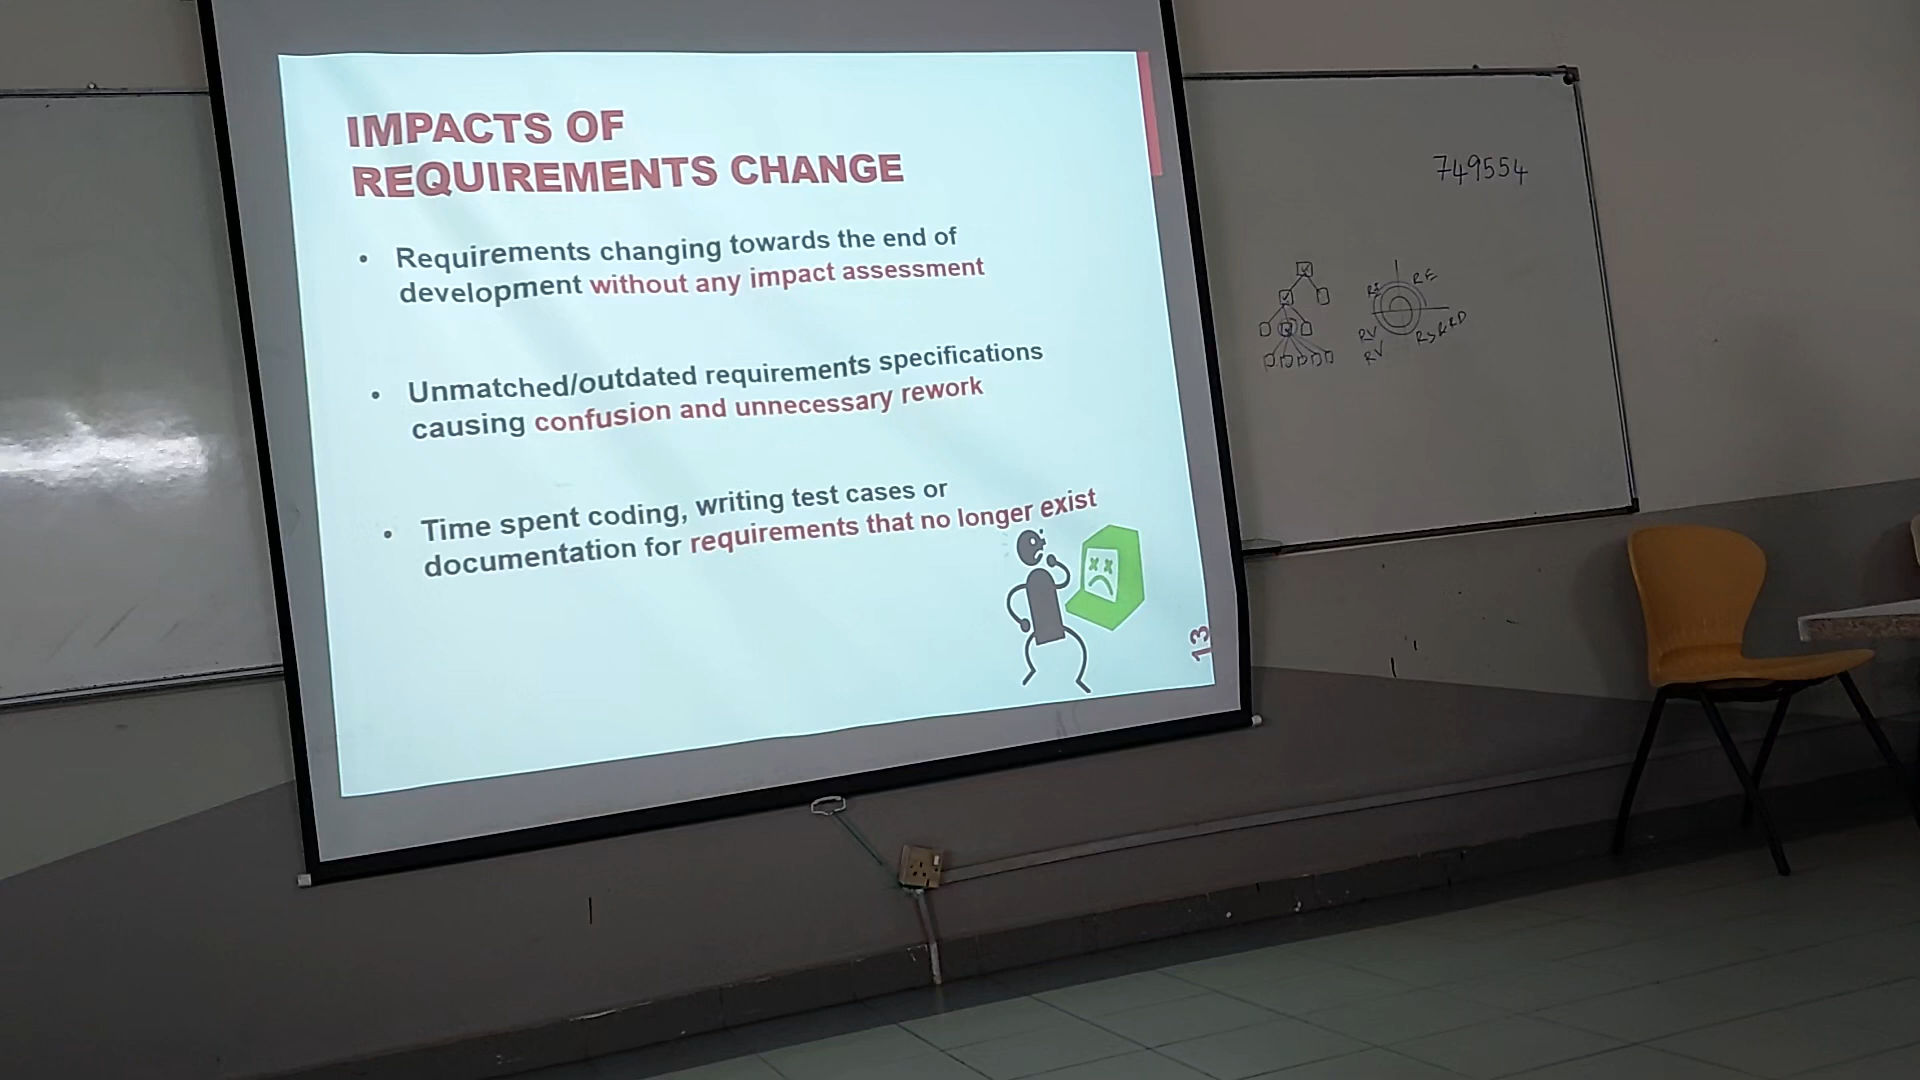 IMPACTS OF
REQUIREMENTS CHANGE
• Requirements changing towards the end of
development without any impact assessment
• Unmatched/outdated requirements specifications
causing confusion and unnecessary rework
• Time spent coding, writing test cases or
documentation for requirements that no longer exist
13
749554
RE
RV
RV